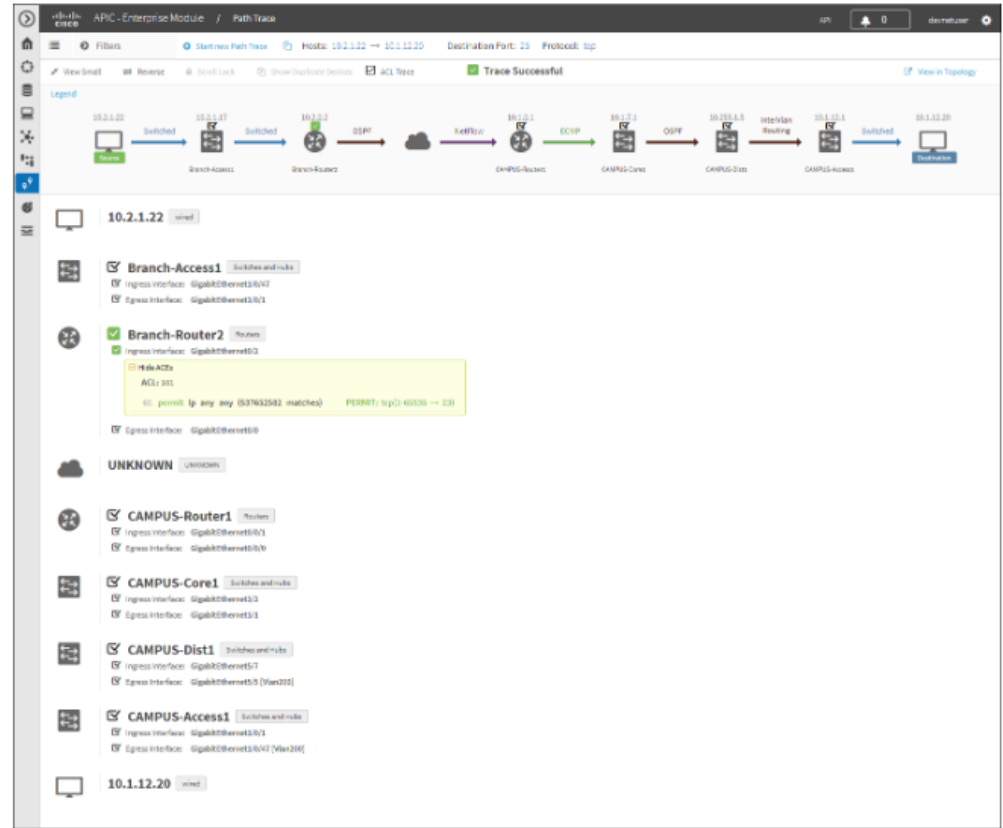 cisco APIC - Enterprise Module / Path Trace API 0 devnetuser
Filters Start new Path Trace Hosts: 10.2.1.22 → 10.1.12.20 Destination Port: 23 Protocol: tcp
View Small Reverse Scroll Lock Show Duplicate Devices ACL Trace Trace Successful View in Topology
Legend
10.2.1.22 10.2.1.17 10.2.2.2 10.1.2.1 10.1.7.1 10.255.1.5 InterVlan Routing 10.1.12.1 10.1.12.20
Switched Switched OSPF Netflow ECMP OSPF Switched
Source Destination
Branch-Access1 Branch-Router2 CAMPUS-Router1 CAMPUS-Core1 CAMPUS-Dist1 CAMPUS-Access1
10.2.1.22 wired
Branch-Access1 Switches and Hubs
Ingress Interface: GigabitEthernet1/0/47
Egress Interface: GigabitEthernet1/0/1
Branch-Router2 Routers
Ingress Interface: GigabitEthernet0/2
Hide ACEs
ACL: 101
permit ip any any (537652582 matches) PERMIT: tcp(1-65536 → 23)
Egress Interface: GigabitEthernet0/0
UNKNOWN UNKNOWN
CAMPUS-Router1 Routers
Ingress Interface: GigabitEthernet0/0/1
Egress Interface: GigabitEthernet0/0/0
CAMPUS-Core1 Switches and Hubs
Ingress Interface:
Egress Interface: GigabitEthernet1/1
CAMPUS-Dist1 Switches and Hubs
Ingress Interface: GigabitEthernet5/7
Egress Interface: GigabitEthernet5/5 [Vlan200]
CAMPUS-Access1 Switches and Hubs
Ingress Interface: GigabitEthernet1/0/1
Egress Interface: GigabitEthernet1/0/47 [Vlan200]
10.1.12.20 wired